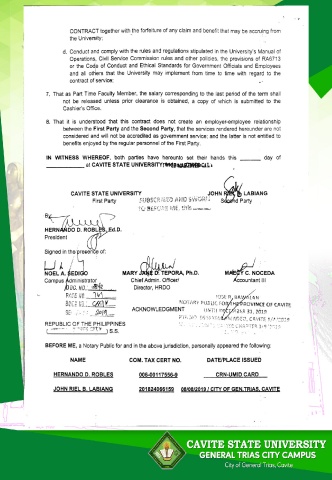 CONTRACT together with the forfeiture of any claim and benefit that may be accruing from
the University;
6. Conduct and comply with the rules and regulations stipulated in the University's Manual of
Operations, Civil Service Commission rules and other policies, the provisions of RA6713
or the Code of Conduct and Ethical Standards for Government Officials and Employees
and all others that the University may implement from time to time with regard to the
contract of service;
7. That as Part Time Faculty Member, the salary corresponding to the last period of the term shall
not be released unless prior clearance is obtained, a copy of which is submitted to the
Cashier's Office.
8. That it is understood that this contract does not create an employer-employee relationship
between the First Party and the Second Party, that the services rendered hereunder are not
considered and will not be accredited as government service; and the latter is not entitled to
benefits enjoyed by the regular personnel of the First Party.
IN WITNESS WHEREOF, both parties have hereunto set their hands this ______ day of
__________ at CAVITE STATE UNIVERSITY
CAVITE STATE UNIVERSITY
First Party
SUBSCRIBED AND SWORN
TO BEFORE ME, THIS
JOHN RIEL B. LABIANG
Second Party
By:
HERNANDO D. ROBLES, Ed.D.
President
Signed in the presence of:
NOEL A. SEDIGO
Campus Administrator
MARY JANE D. TEPORA, Ph.D.
Chief Admin. Officer/
Director, HRDO
MARCY C. NOCEDA
Accountant III
DOC. NO.
PAGE NO.
BOOK NO.
2019
ACKNOWLEDGMENT
NOTARY PUBLIC FOR THE PROVINCE OF CAVITE
UNTIL DECEMBER 31, 2019
REPUBLIC OF THE PHILIPPINES
) S.S.
BEFORE ME, a Notary Public for and in the above jurisdiction, personally appeared the following:
NAME COM. TAX CERT NO. DATE/PLACE ISSUED
HERNANDO D. ROBLES 006-00117556-9 CRN-UMID CARD
JOHN RIEL B. LABIANG 201824066159 08/08/2019 / CITY OF GEN.TRIAS, CAVITE
CAVITE STATE UNIVERSITY
GENERAL TRIAS CITY CAMPUS
City of General Trias, Cavite